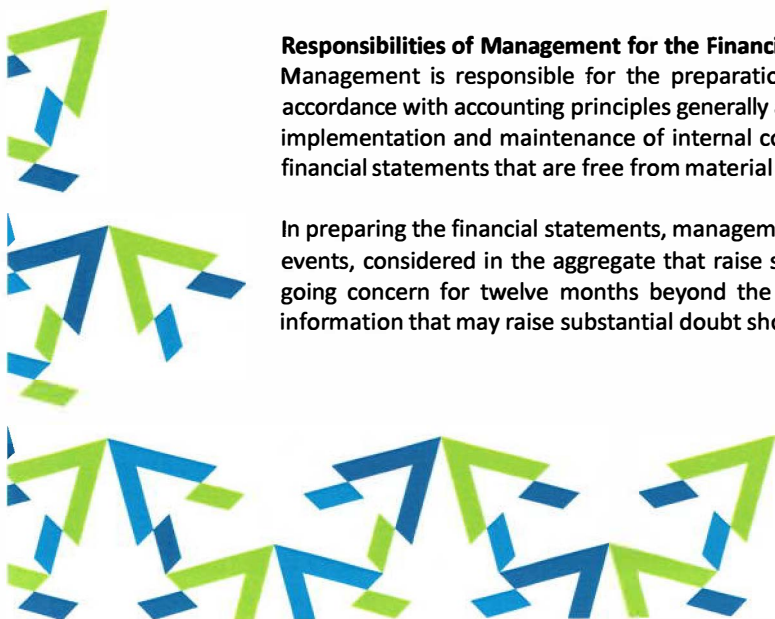 Responsibilities of Management for the Financi
Management is responsible for the preparatio
accordance with accounting principles generally
implementation and maintenance of internal co
financial statements that are free from material
In preparing the financial statements, managem
events, considered in the aggregate that raise s
going concern for twelve months beyond the
information that may raise substantial doubt sho